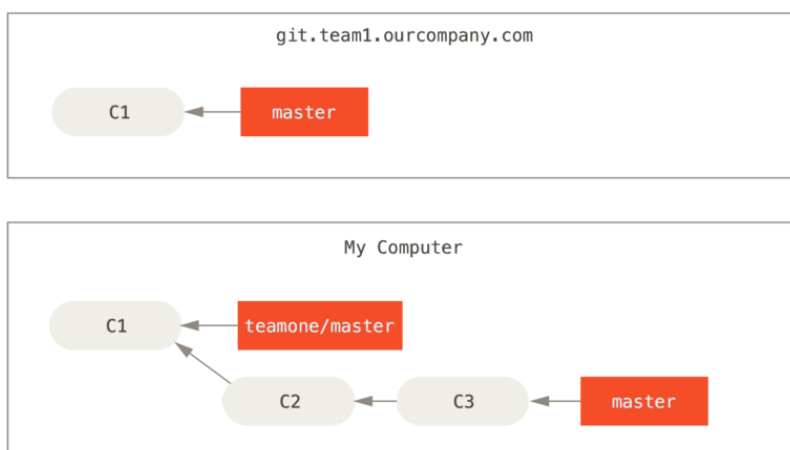 git.team1.ourcompany.com
C1
master
My Computer
C1
teamone/master
C2
C3
master